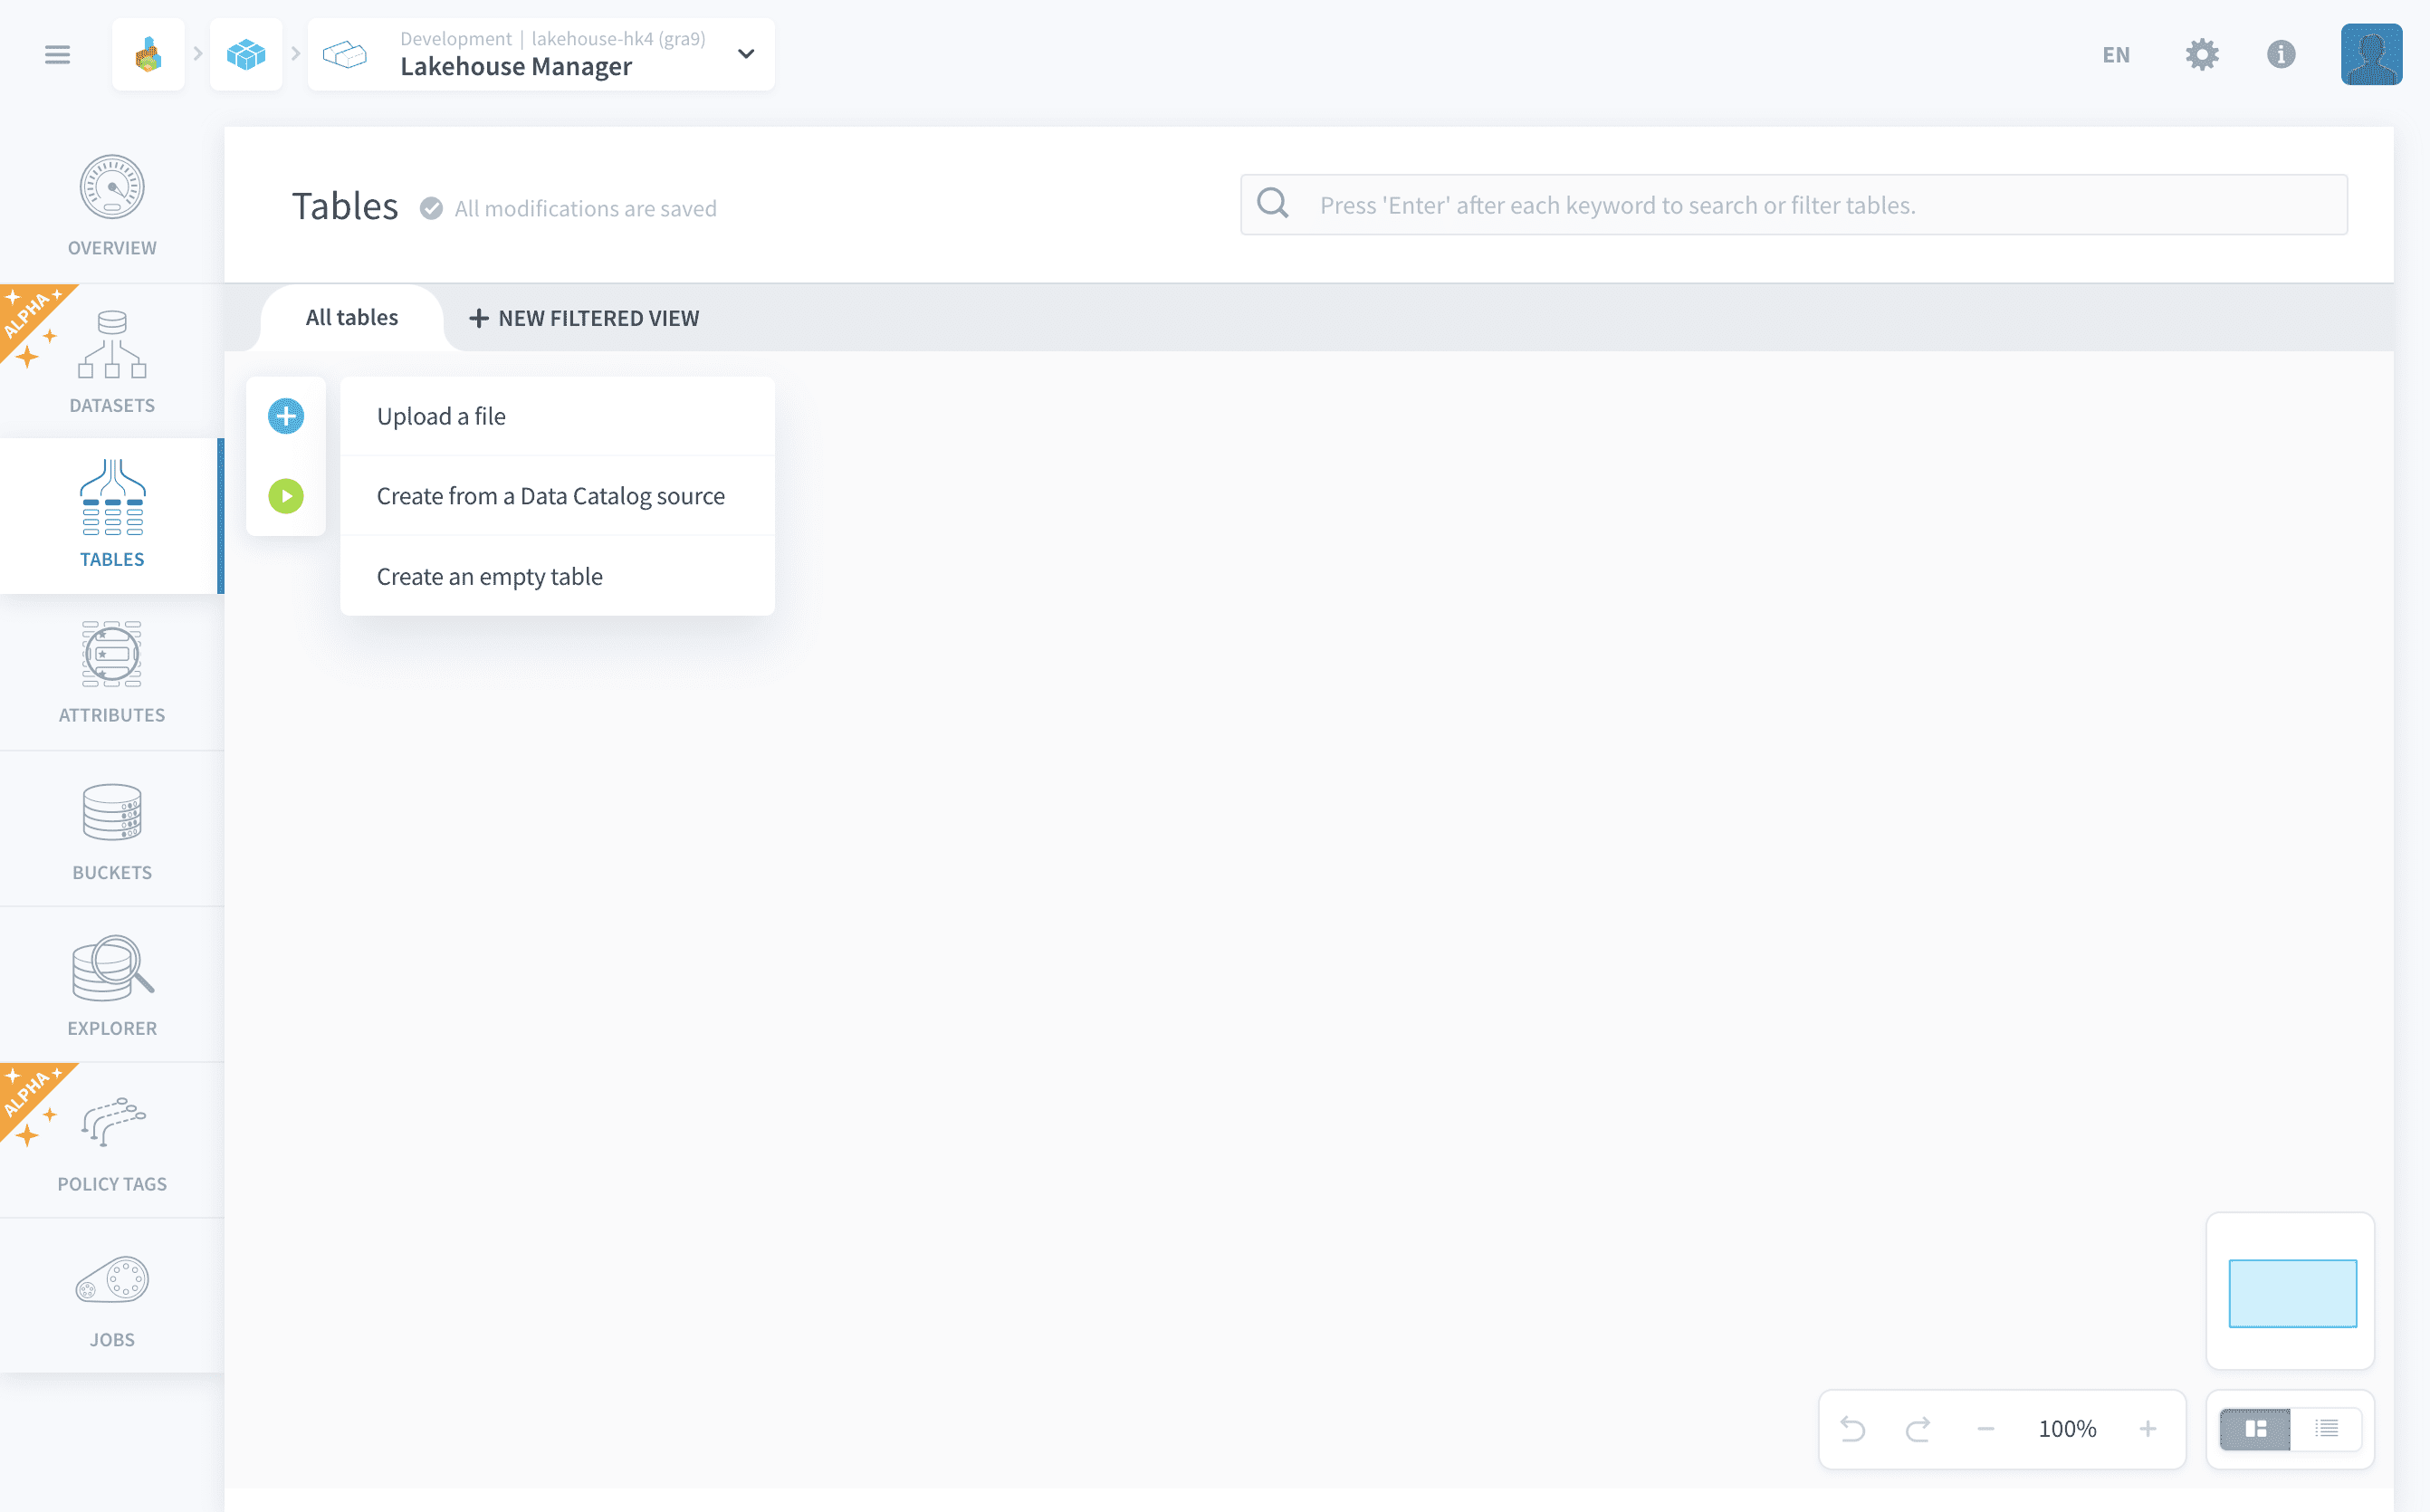 Development | lakehouse-hk4 (gra9)
Lakehouse Manager
EN
OVERVIEW
ALPHA
DATASETS
TABLES
ATTRIBUTES
BUCKETS
EXPLORER
ALPHA
POLICY TAGS
JOBS
Tables
All modifications are saved
Press 'Enter' after each keyword to search or filter tables.
All tables
NEW FILTERED VIEW
Upload a file
Create from a Data Catalog source
Create an empty table
100%